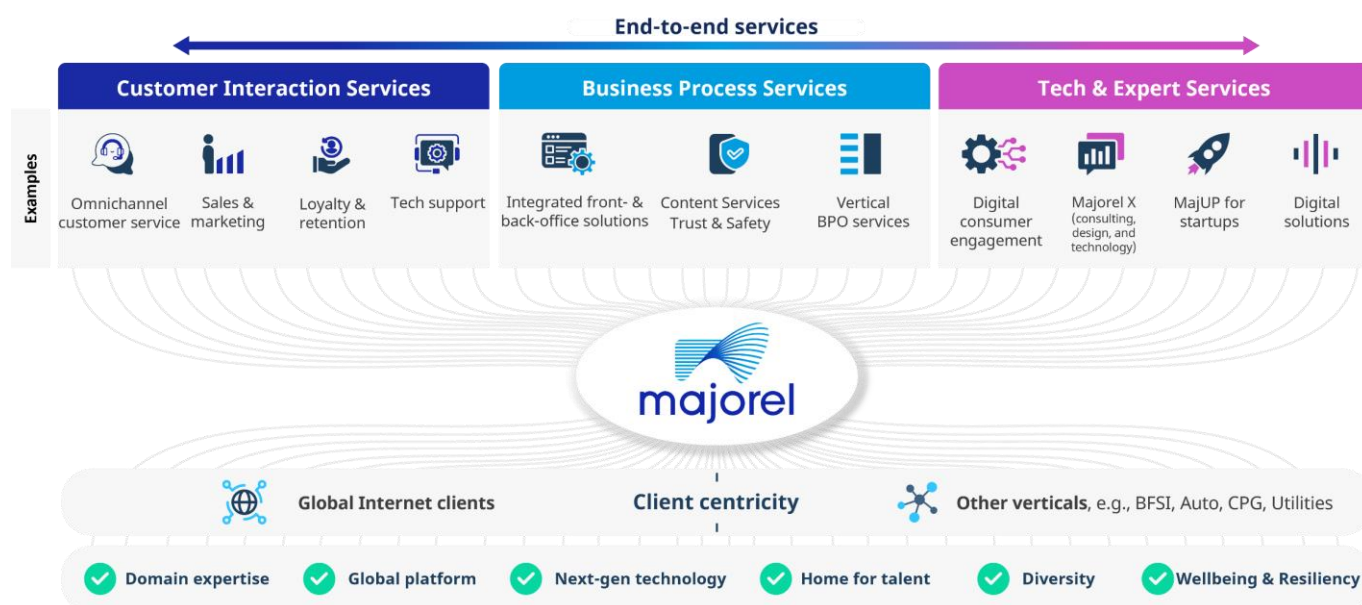 End-to-end services
Customer Interaction Services
Business Process Services
Tech & Expert Services
Examples
Omnichannel
customer service
Sales &
marketing
Loyalty &
retention
Tech support
Integrated front- &
back-office solutions
Content Services
Trust & Safety
Vertical
BPO services
Digital
consumer
engagement
Majorel X
(consulting,
design, and
technology)
MajUP for
startups
Digital
solutions
majorel
Global Internet clients
Client centricity
Other verticals, e.g., BFSI, Auto, CPG, Utilities
Domain expertise
Global platform
Next-gen technology
Home for talent
Diversity
Wellbeing & Resiliency